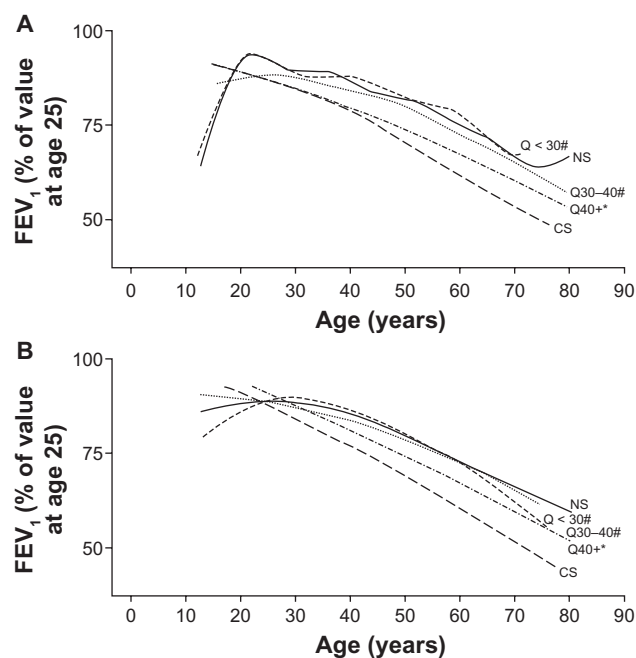 A
FEV1 (% of value
at age 25)
100
75
50
Q < 30#
NS
Q30–40#
Q40+*
CS
0 10 20 30 40 50 60 70 80 90
Age (years)
B
FEV1 (% of value
at age 25)
100
75
50
NS
Q < 30#
Q30–40#
Q40+*
CS
0 10 20 30 40 50 60 70 80 90
Age (years)